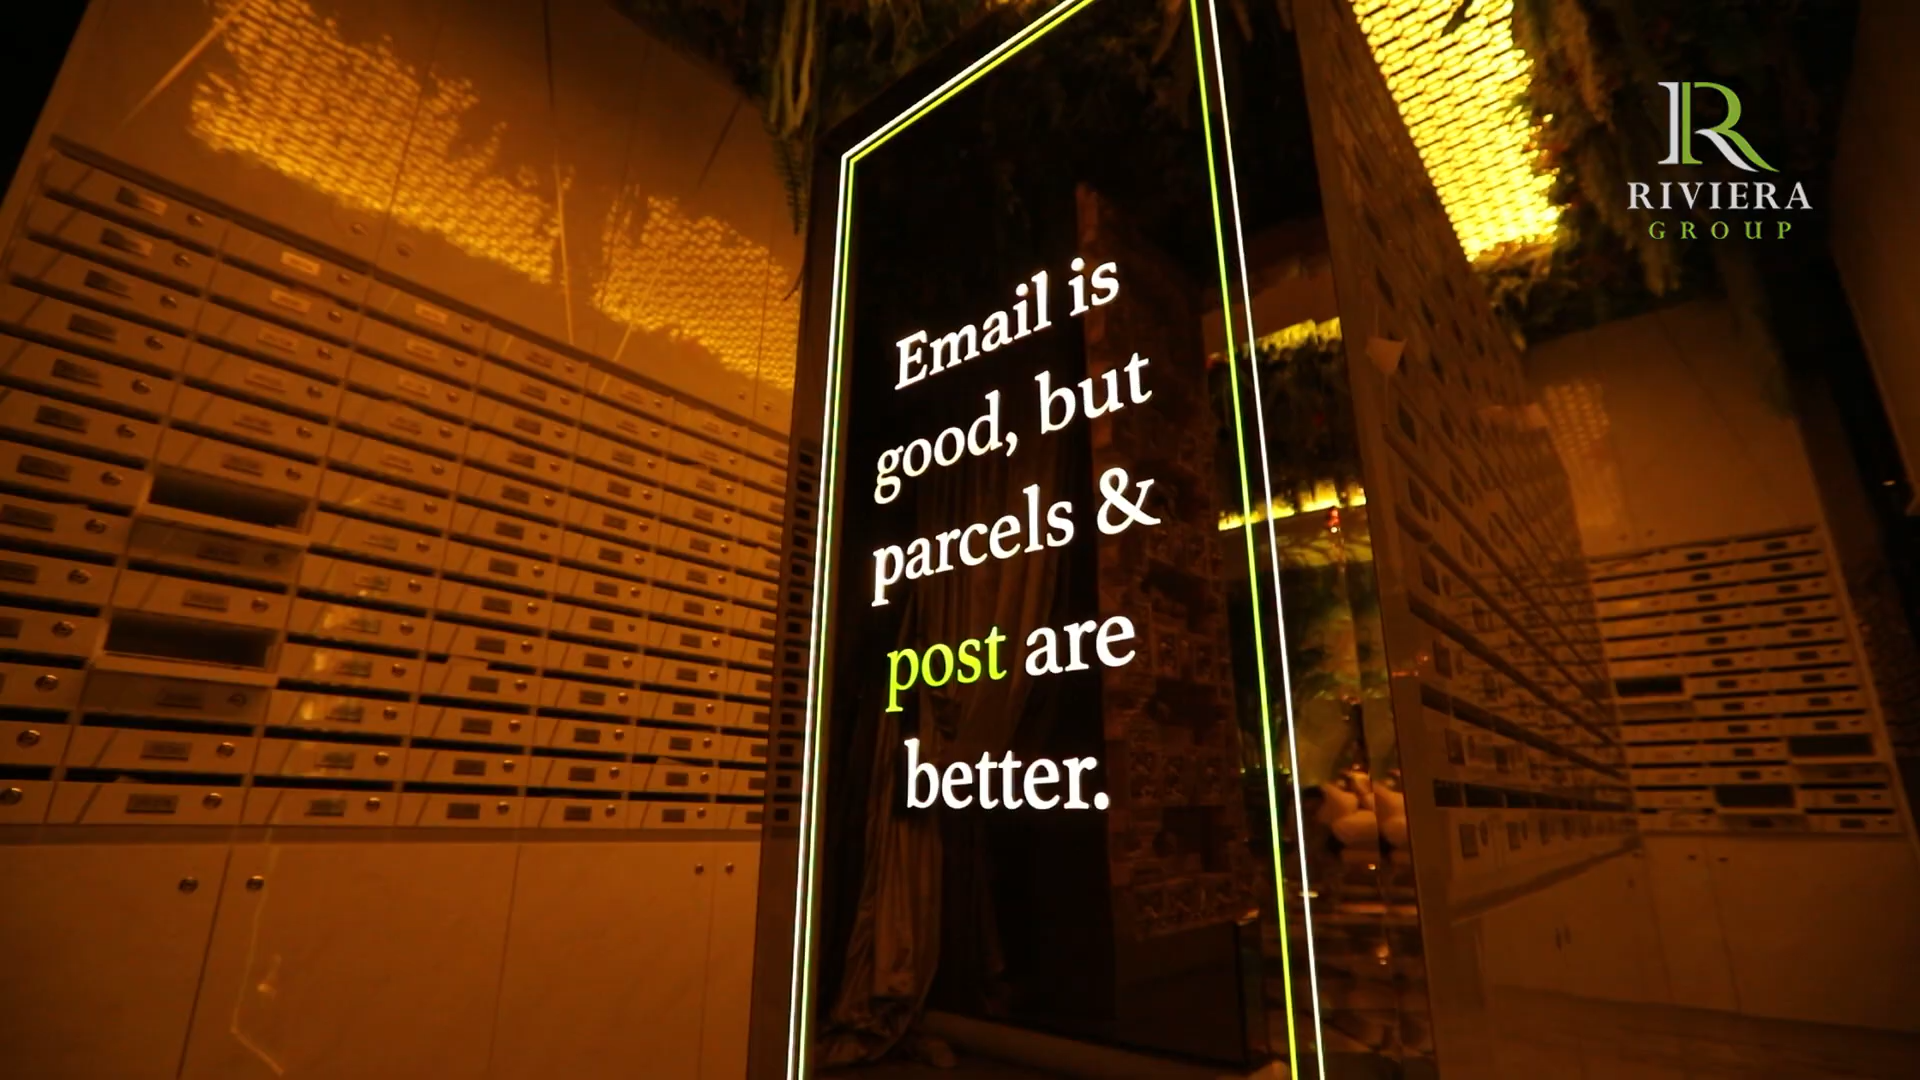 Email is
good, but
parcels &
post are
better.
R
RIVIERA
GROUP